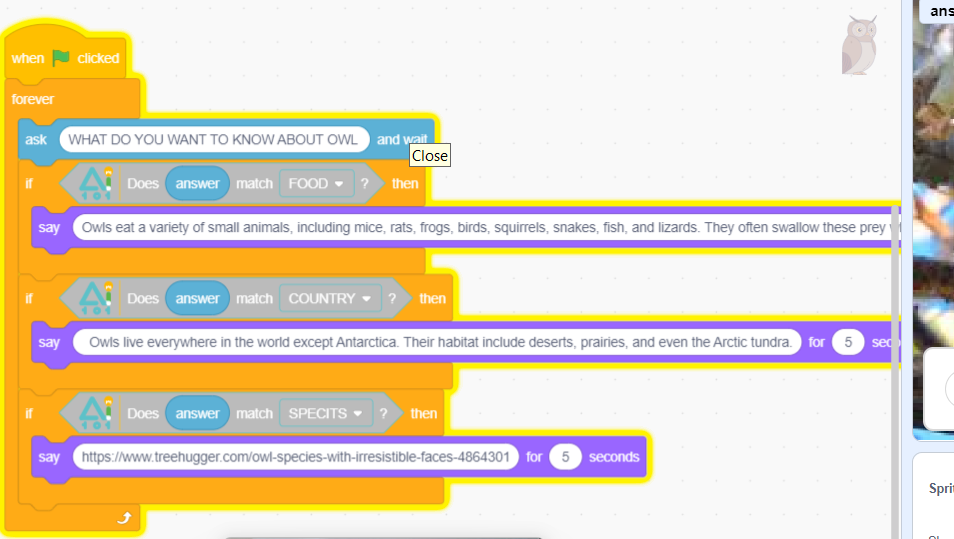 ans
when clicked
forever
ask WHAT DO YOU WANT TO KNOW ABOUT OWL and wait
Close
if Does answer match FOOD ? then
say Owls eat a variety of small animals, including mice, rats, frogs, birds, squirrels, snakes, fish, and lizards. They often swallow these prey
if Does answer match COUNTRY ? then
say Owls live everywhere in the world except Antarctica. Their habitat include deserts, prairies, and even the Arctic tundra. for 5 seco
if Does answer match SPECITS ? then
say https://www.treehugger.com/owl-species-with-irresistible-faces-4864301 for 5 seconds
Sprit